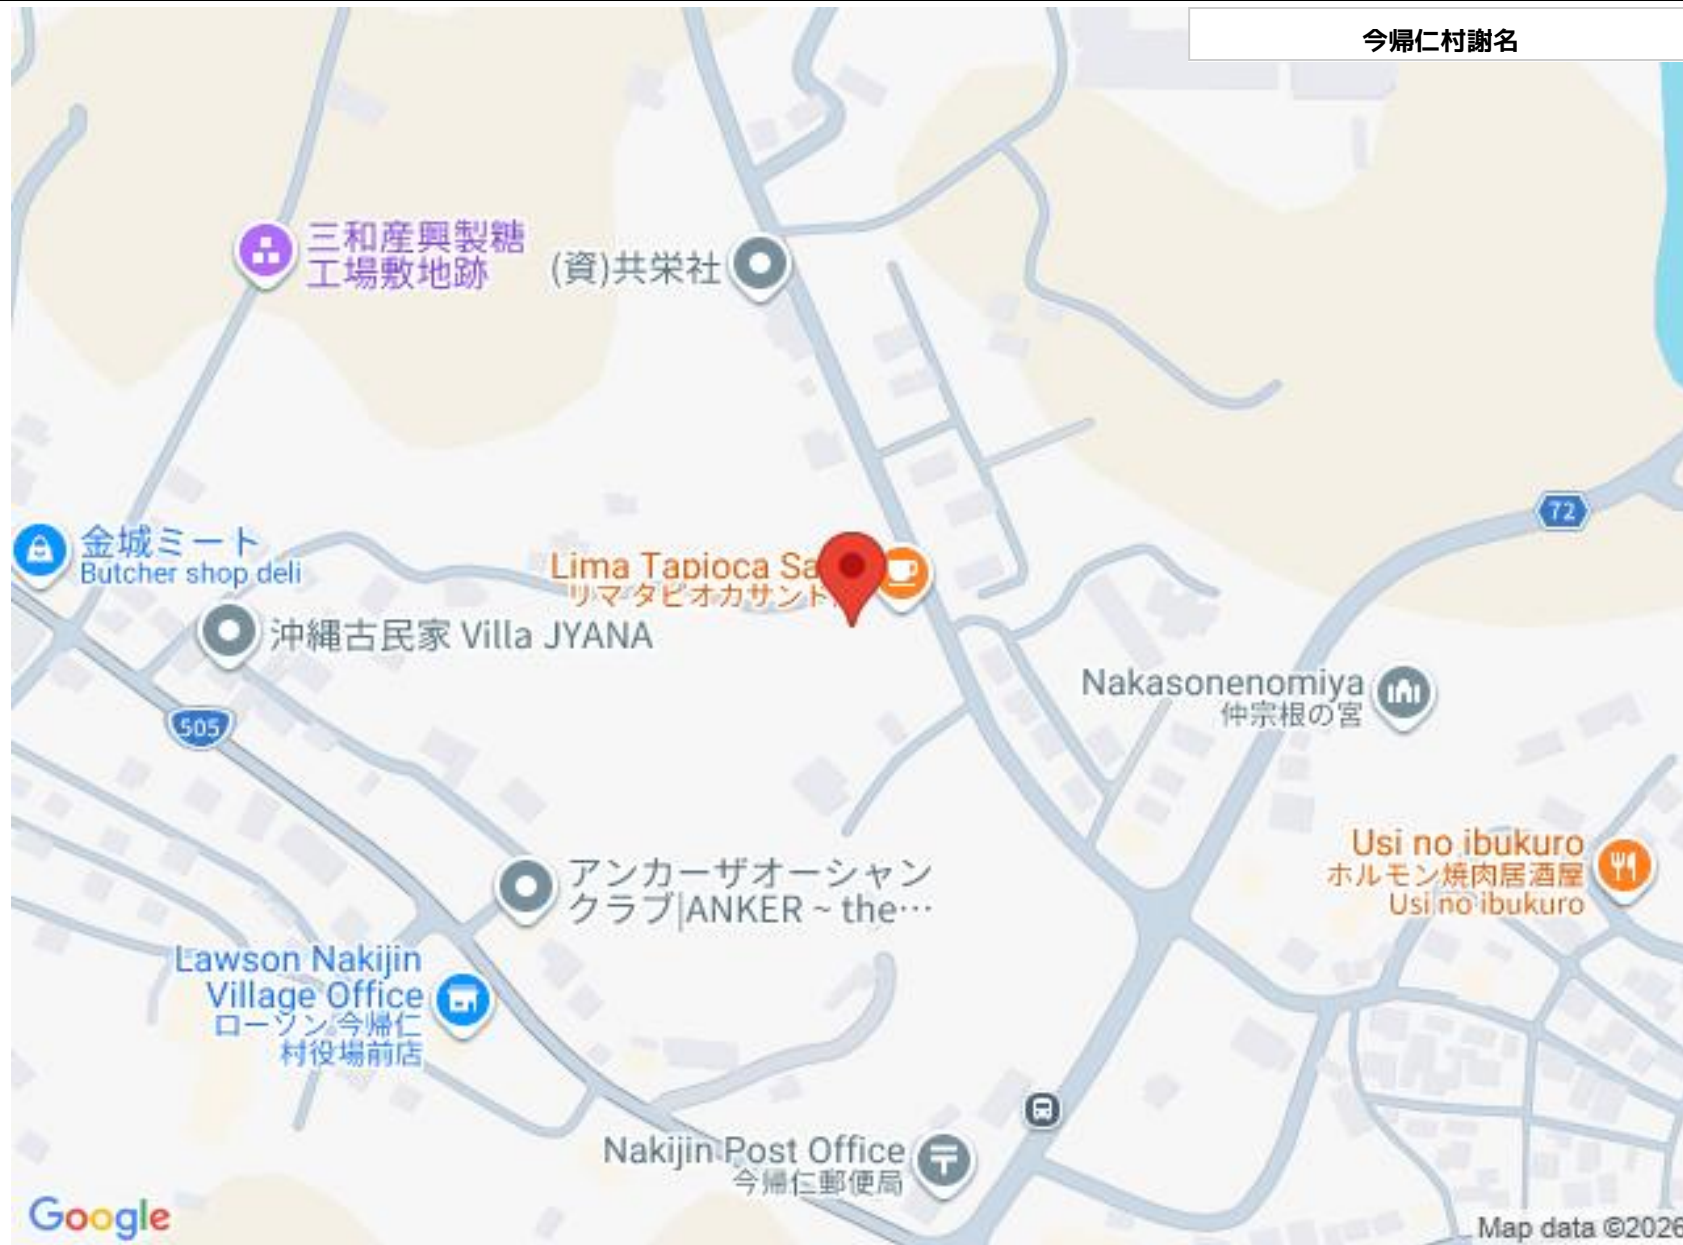 今帰仁村謝名
三和産興製糖
工場敷地跡
(資)共栄社
金城ミート
Butcher shop deli
Lima Tapioca Sa
リマ タピオカサンド
沖縄古民家 Villa JYANA
72
505
Nakasonenomiya
仲宗根の宮
Usi no ibukuro
ホルモン焼肉居酒屋
Usi no ibukuro
アンカーザオーシャン
クラブ|ANKER ~ the…
Lawson Nakijin
Village Office
ローソン 今帰仁
村役場前店
Nakijin Post Office
今帰仁郵便局
Google
Map data ©2026